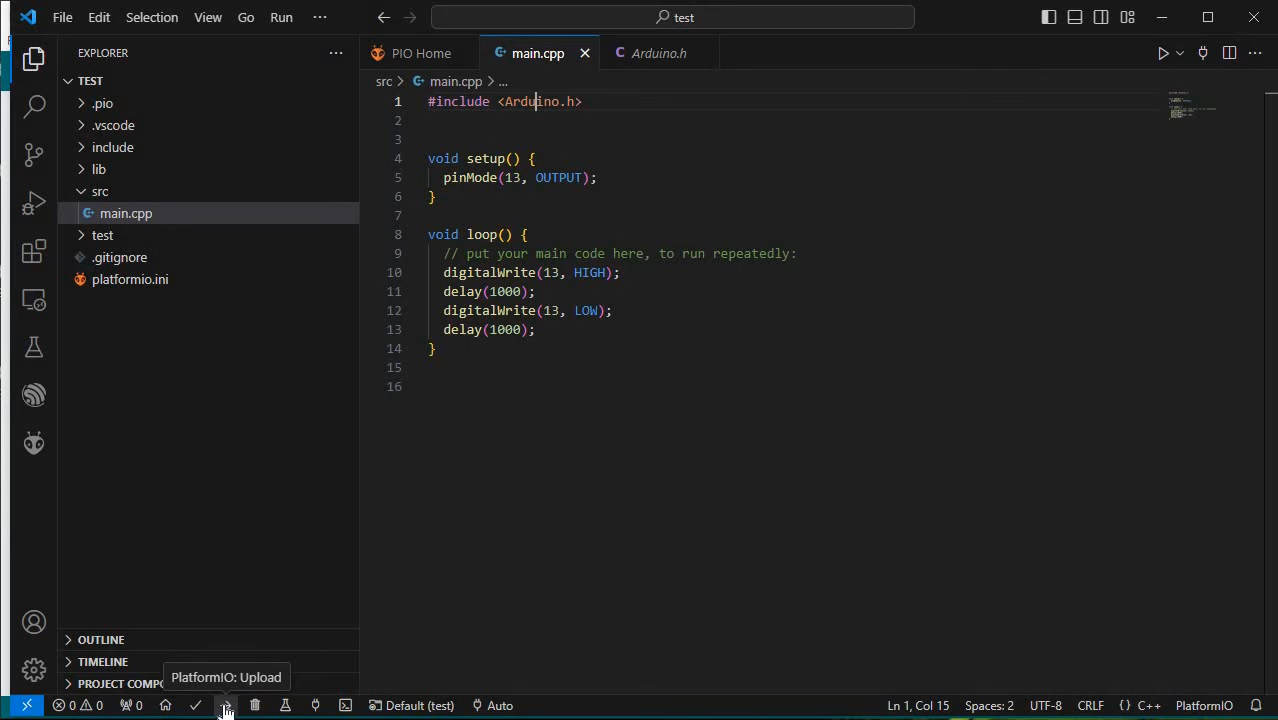 File Edit Selection View Go Run ··· test
EXPLORER ···
TEST
.pio
.vscode
include
lib
src
main.cpp
test
.gitignore
platformio.ini
OUTLINE
TIMELINE
PROJECT COMPO
PlatformIO: Upload
PIO Home main.cpp C Arduino.h ···
src > main.cpp > ...
1 #include <Arduino.h>
2
3
4 void setup() {
5 pinMode(13, OUTPUT);
6 }
7
8 void loop() {
9 // put your main code here, to run repeatedly:
10 digitalWrite(13, HIGH);
11 delay(1000);
12 digitalWrite(13, LOW);
13 delay(1000);
14 }
15
16
0 0 0 Default (test) Auto Ln 1, Col 15 Spaces: 2 UTF-8 CRLF {} C++ PlatformIO